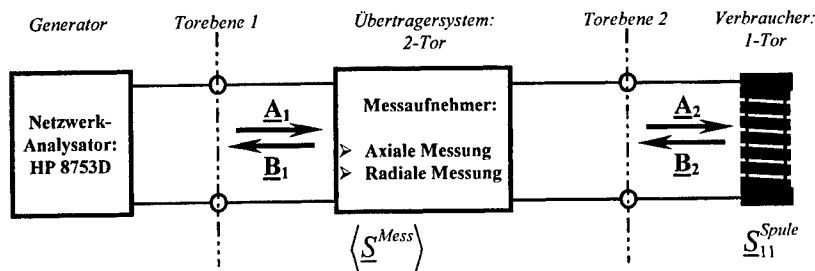 Generator
Torebene 1
Übertragersystem:
2-Tor
Torebene 2
Verbraucher:
1-Tor
Netzwerk-
Analysator:
HP 8753D
A₁
B₁
Messaufnehmer:
➢ Axiale Messung
➢ Radiale Messung
A₂
B₂
⟨S^Mess⟩
S₁₁^Spule